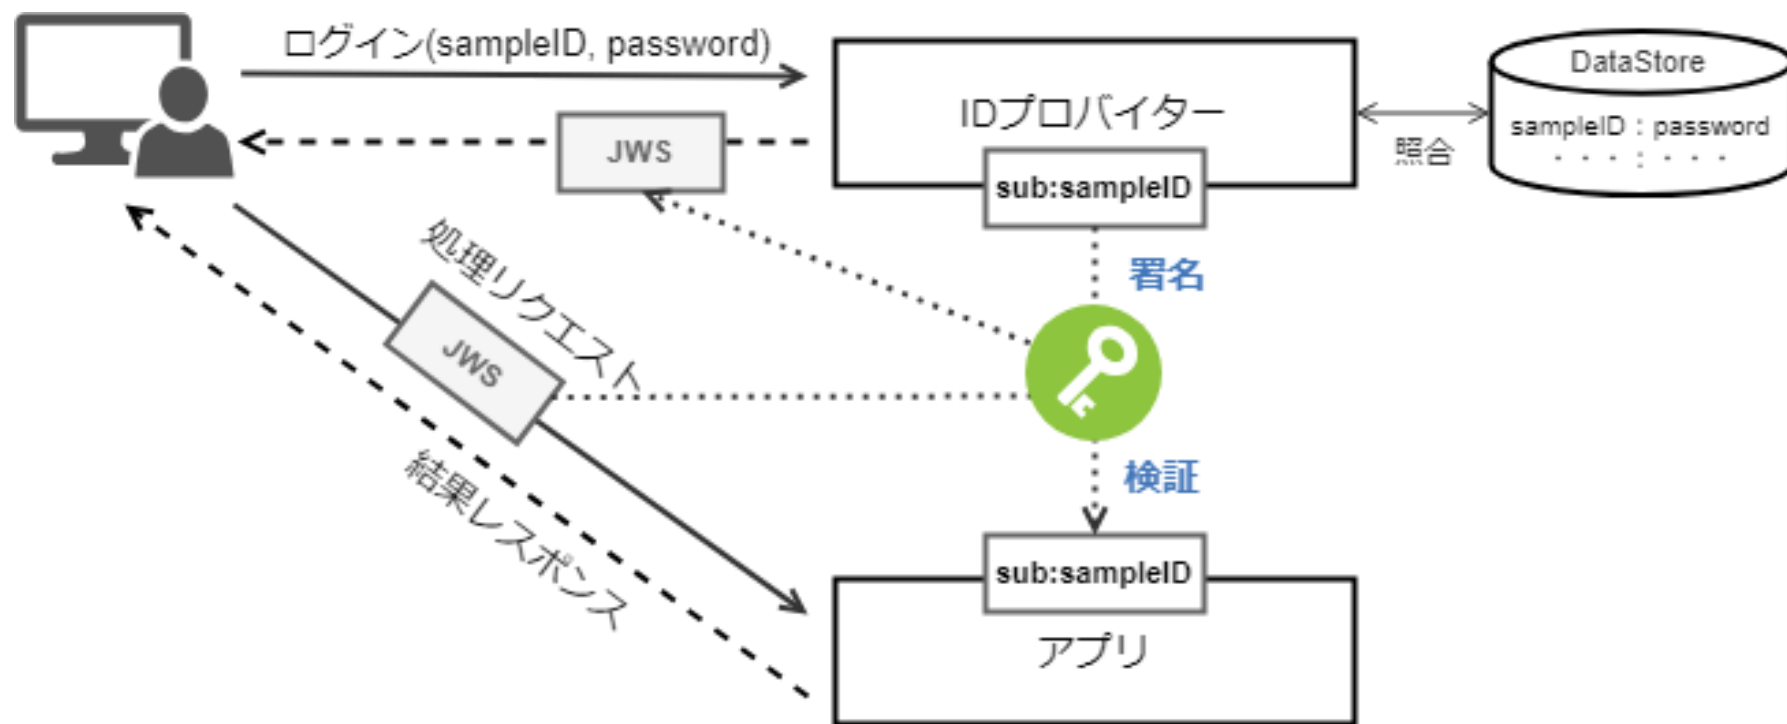 ログイン(sampleID, password)
DataStore
IDプロバイター
sampleID : password
・・・ : ・・・
照合
JWS
sub:sampleID
処理リクエスト
署名
JWS
結果レスポンス
検証
sub:sampleID
アプリ